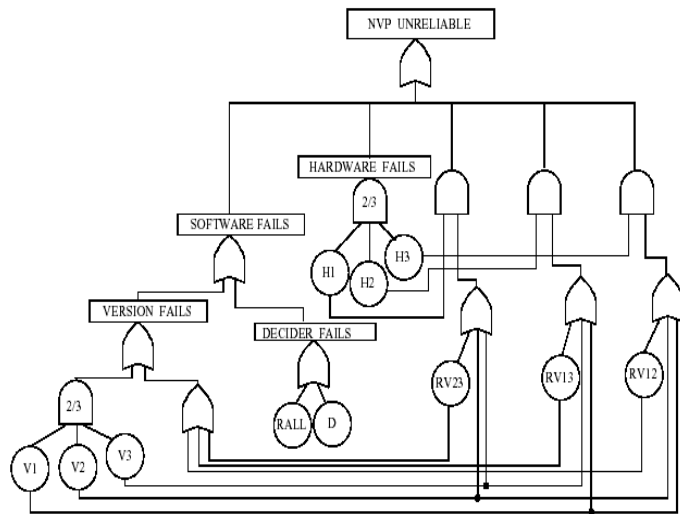 NVP UNRELIABLE
HARDWARE FAILS
2/3
SOFTWARE FAILS
H1
H2
H3
VERSION FAILS
DECIDER FAILS
RV23
RV13
RV12
2/3
RALL
D
V1
V2
V3